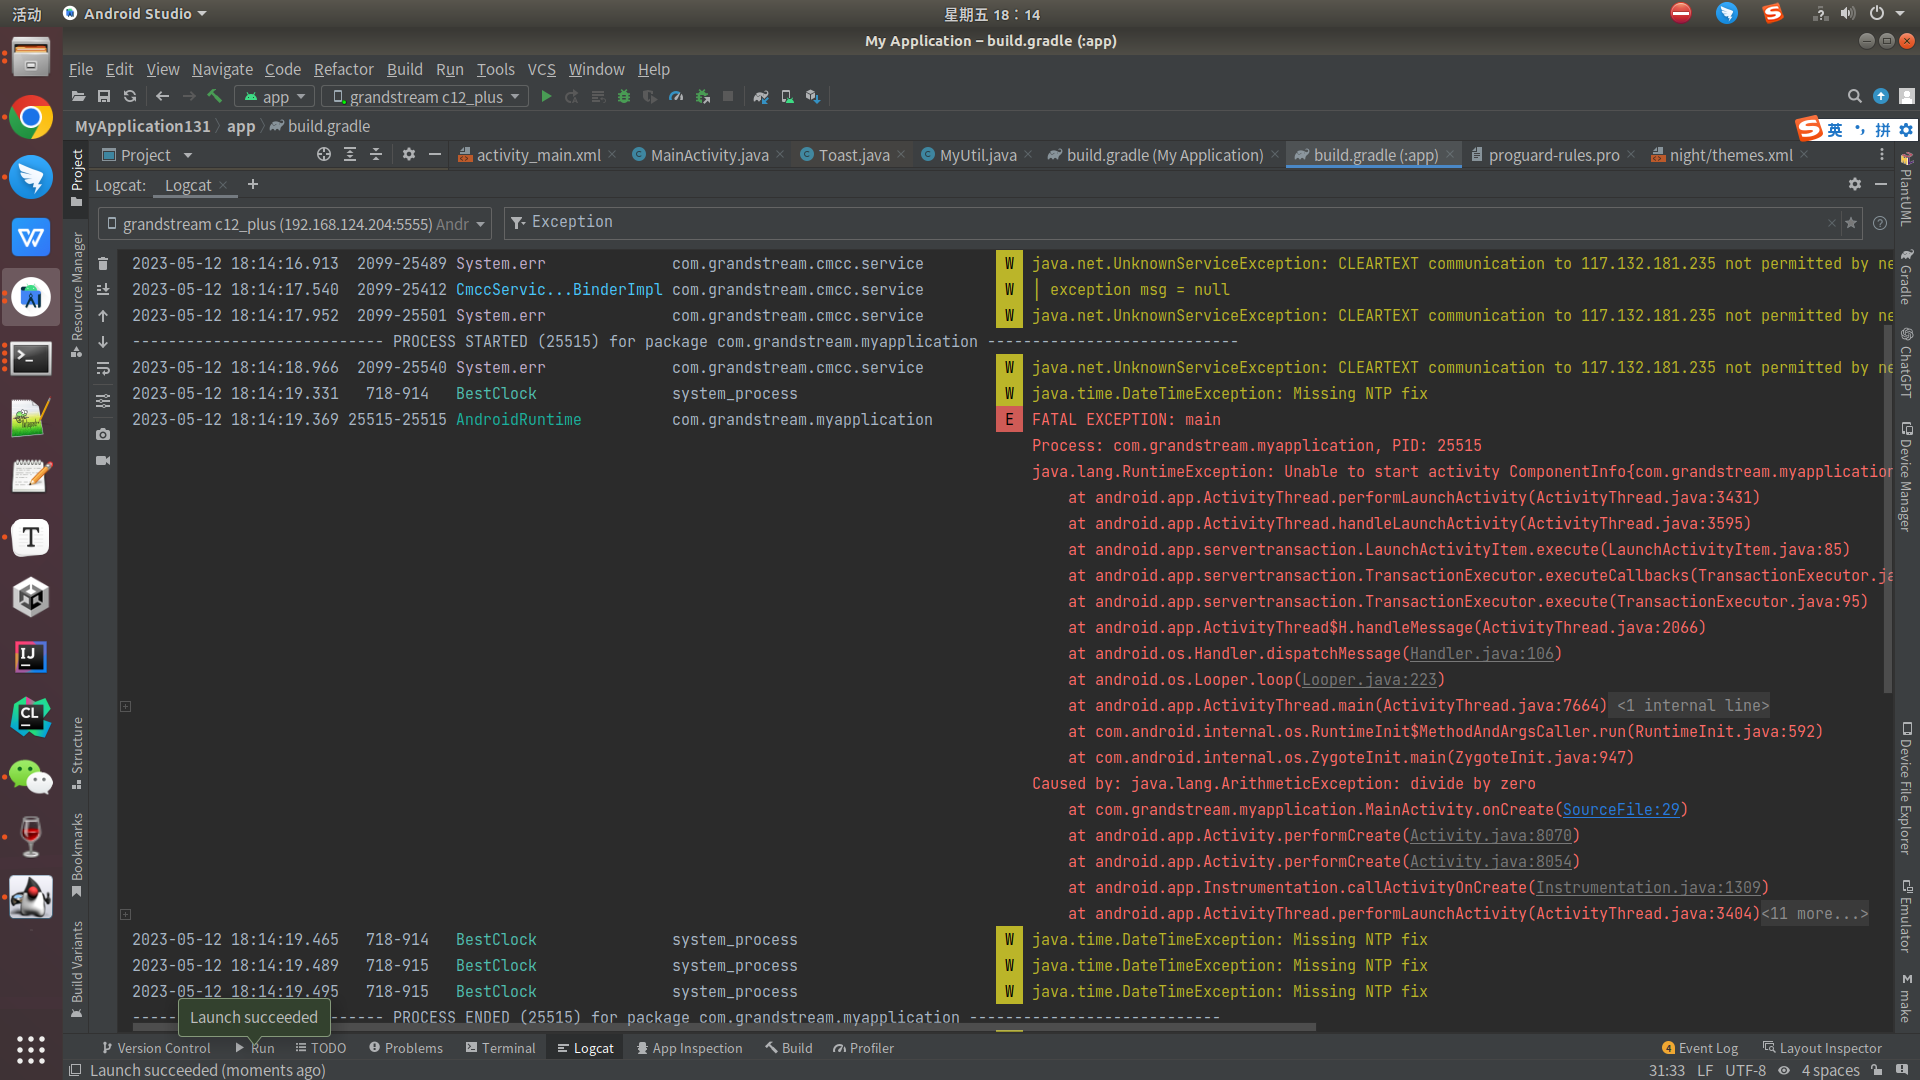 活动 Android Studio 星期五 18：14
My Application – build.gradle (:app)
File Edit View Navigate Code Refactor Build Run Tools VCS Window Help
app grandstream c12_plus
MyApplication131 app build.gradle
英 拼
Project activity_main.xml MainActivity.java Toast.java MyUtil.java build.gradle (My Application) build.gradle (:app) proguard-rules.pro night/themes.xml
Logcat: Logcat
grandstream c12_plus (192.168.124.204:5555) Andr Exception
2023-05-12 18:14:16.913 2099-25489 System.err com.grandstream.cmcc.service W java.net.UnknownServiceException: CLEARTEXT communication to 117.132.181.235 not permitted by ne
2023-05-12 18:14:17.540 2099-25412 CmccServic...BinderImpl com.grandstream.cmcc.service W | exception msg = null
2023-05-12 18:14:17.952 2099-25501 System.err com.grandstream.cmcc.service W java.net.UnknownServiceException: CLEARTEXT communication to 117.132.181.235 not permitted by ne
---------------------------- PROCESS STARTED (25515) for package com.grandstream.myapplication ----------------------------
2023-05-12 18:14:18.966 2099-25540 System.err com.grandstream.cmcc.service W java.net.UnknownServiceException: CLEARTEXT communication to 117.132.181.235 not permitted by ne
2023-05-12 18:14:19.331 718-914 BestClock system_process W java.time.DateTimeException: Missing NTP fix
2023-05-12 18:14:19.369 25515-25515 AndroidRuntime com.grandstream.myapplication E FATAL EXCEPTION: main
Process: com.grandstream.myapplication, PID: 25515
java.lang.RuntimeException: Unable to start activity ComponentInfo{com.grandstream.myapplication
at android.app.ActivityThread.performLaunchActivity(ActivityThread.java:3431)
at android.app.ActivityThread.handleLaunchActivity(ActivityThread.java:3595)
at android.app.servertransaction.LaunchActivityItem.execute(LaunchActivityItem.java:85)
at android.app.servertransaction.TransactionExecutor.executeCallbacks(TransactionExecutor.ja
at android.app.servertransaction.TransactionExecutor.execute(TransactionExecutor.java:95)
at android.app.ActivityThread$H.handleMessage(ActivityThread.java:2066)
at android.os.Handler.dispatchMessage(Handler.java:106)
at android.os.Looper.loop(Looper.java:223)
at android.app.ActivityThread.main(ActivityThread.java:7664) <1 internal line>
at com.android.internal.os.RuntimeInit$MethodAndArgsCaller.run(RuntimeInit.java:592)
at com.android.internal.os.ZygoteInit.main(ZygoteInit.java:947)
Caused by: java.lang.ArithmeticException: divide by zero
at com.grandstream.myapplication.MainActivity.onCreate(SourceFile:29)
at android.app.Activity.performCreate(Activity.java:8070)
at android.app.Activity.performCreate(Activity.java:8054)
at android.app.Instrumentation.callActivityOnCreate(Instrumentation.java:1309)
at android.app.ActivityThread.performLaunchActivity(ActivityThread.java:3404) <11 more...>
2023-05-12 18:14:19.465 718-914 BestClock system_process W java.time.DateTimeException: Missing NTP fix
2023-05-12 18:14:19.489 718-915 BestClock system_process W java.time.DateTimeException: Missing NTP fix
2023-05-12 18:14:19.495 718-915 BestClock system_process W java.time.DateTimeException: Missing NTP fix
---------------------------- PROCESS ENDED (25515) for package com.grandstream.myapplication ----------------------------
Launch succeeded
Version Control Run TODO Problems Terminal Logcat App Inspection Build Profiler 4 Event Log Layout Inspector
Launch succeeded (moments ago) 31:33 LF UTF-8 4 spaces
Project
Resource Manager
Structure
Bookmarks
Build Variants
PlantUML
Gradle
ChatGPT
Device Manager
Device File Explorer
Emulator
make